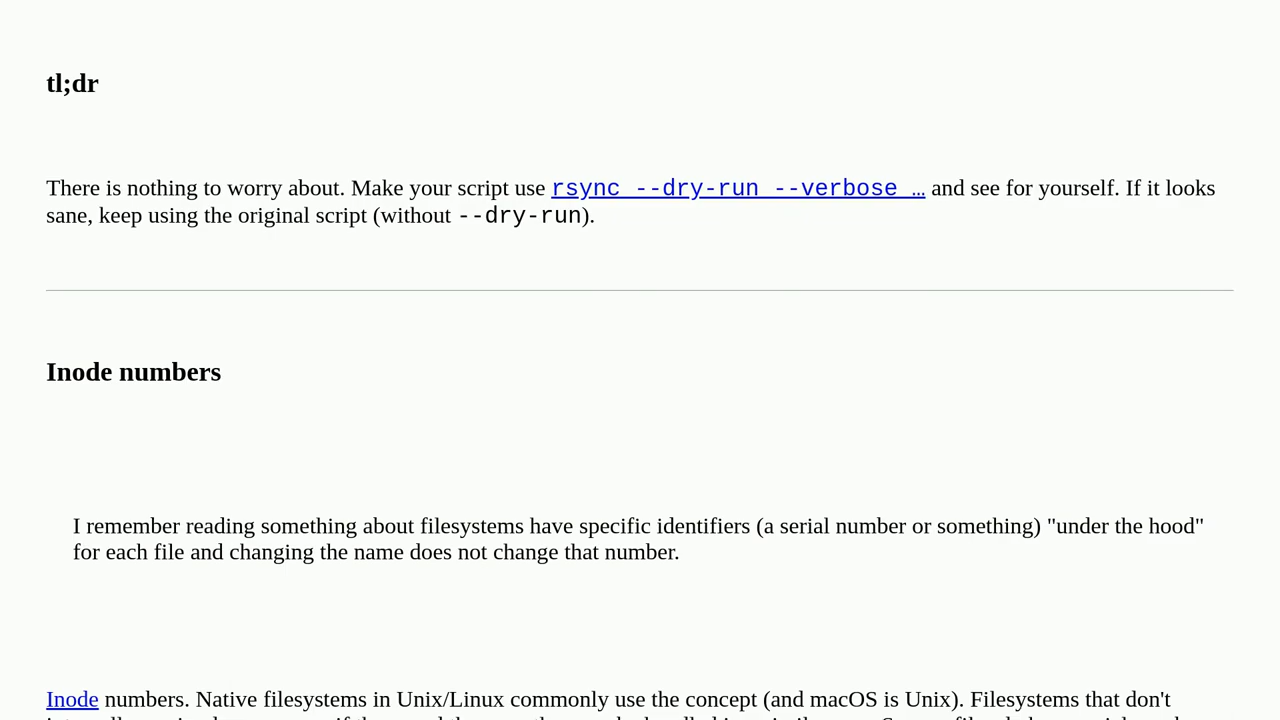 tl;dr
There is nothing to worry about. Make your script use rsync --dry-run --verbose … and see for yourself. If it looks
sane, keep using the original script (without --dry-run).
Inode numbers
I remember reading something about filesystems have specific identifiers (a serial number or something) "under the hood"
for each file and changing the name does not change that number.
Inode numbers. Native filesystems in Unix/Linux commonly use the concept (and macOS is Unix). Filesystems that don't